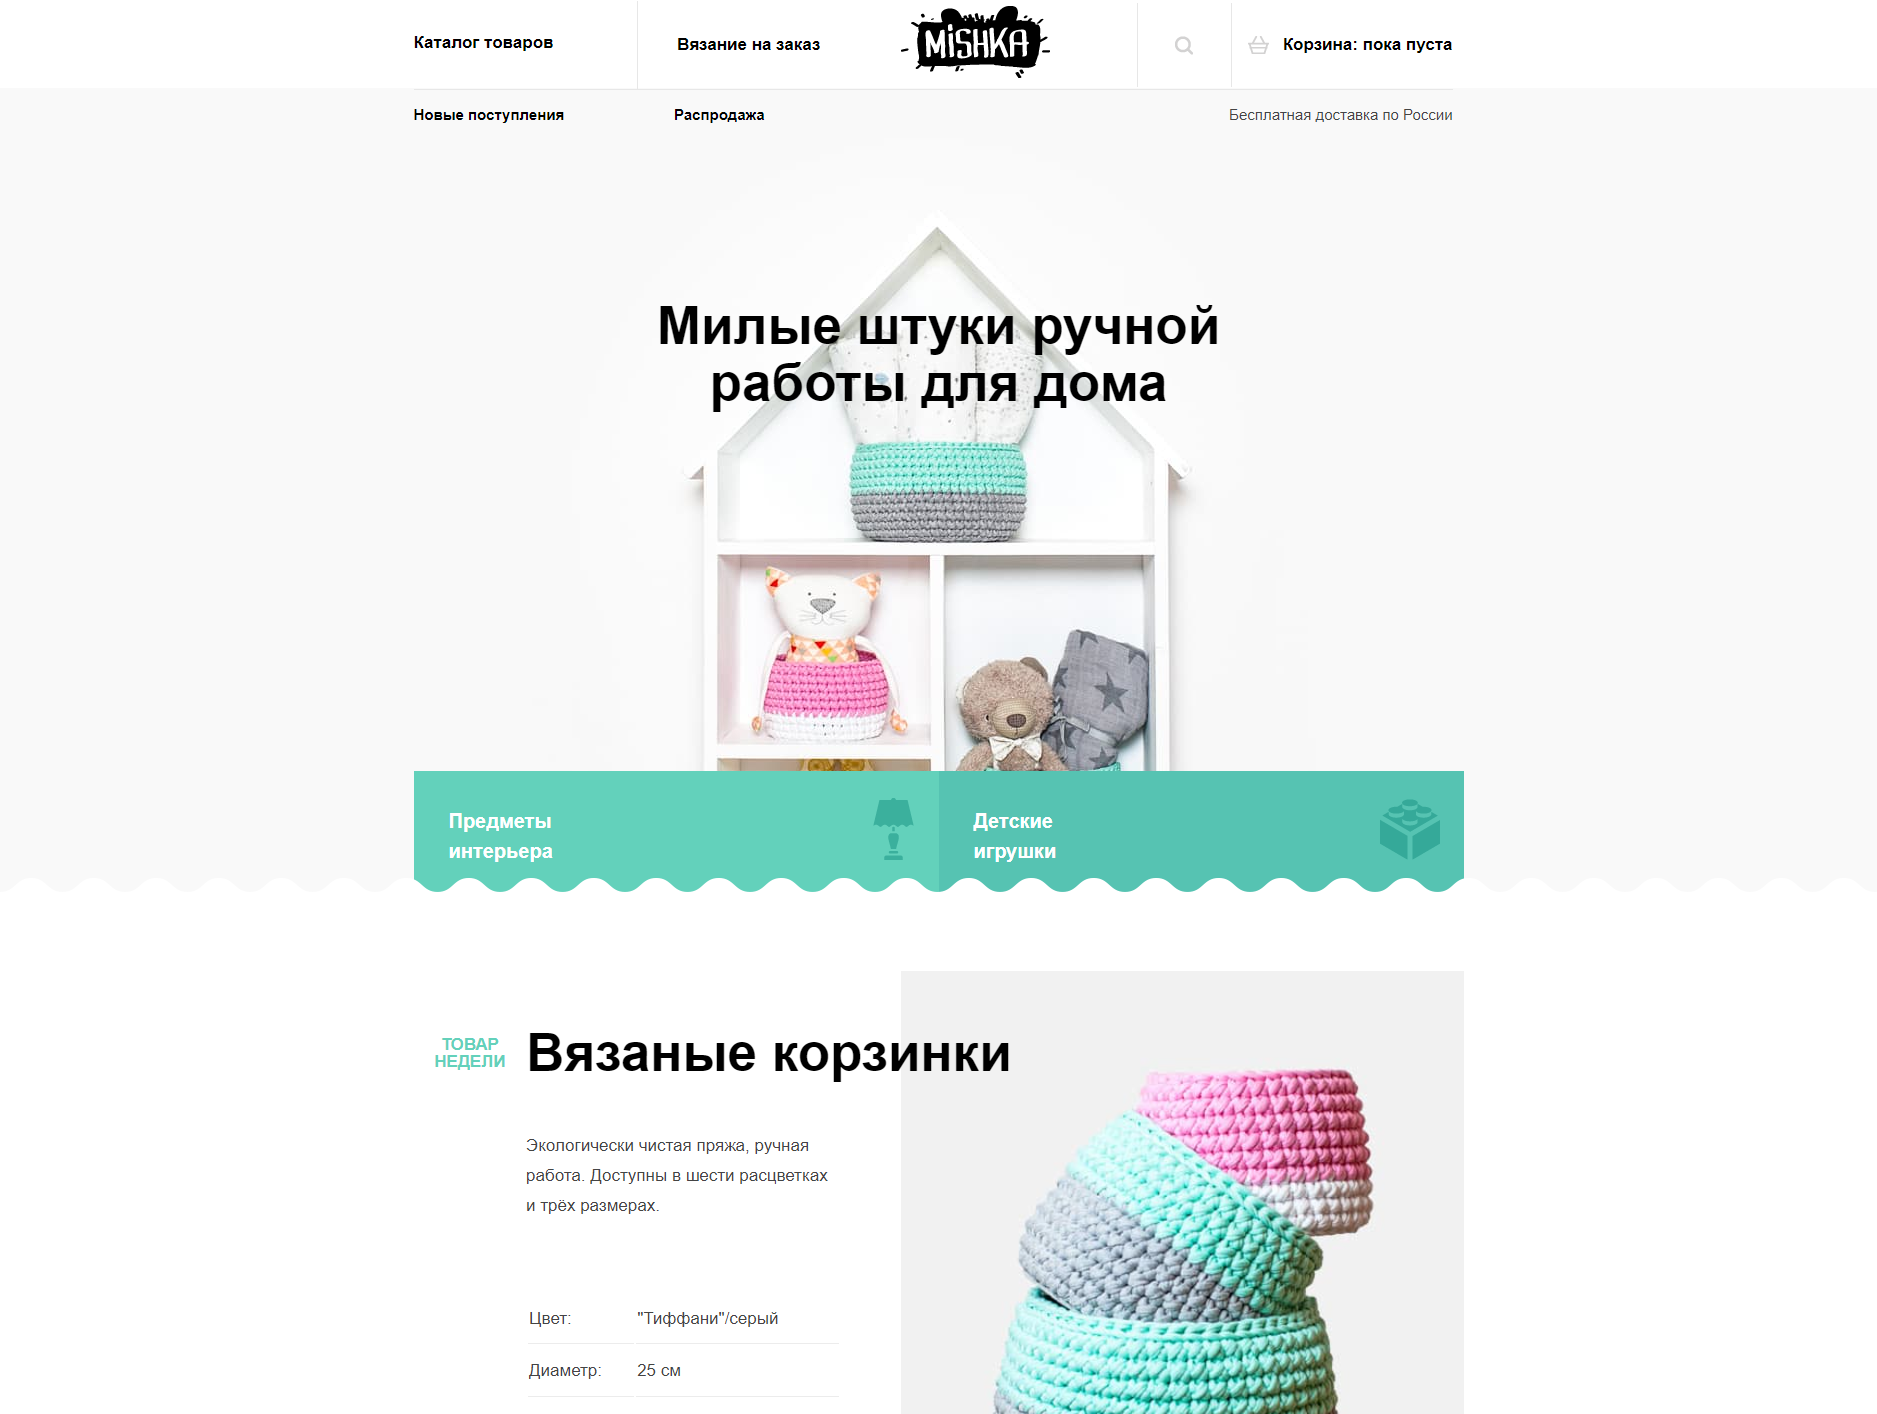 Каталог товаров
Вязание на заказ
MiSHKA
Корзина: пока пуста
Новые поступления
Распродажа
Бесплатная доставка по России
Милые штуки ручной
работы для дома
Предметы
интерьера
Детские
игрушки
ТОВАР
НЕДЕЛИ
Вязаные корзинки
Экологически чистая пряжа, ручная
работа. Доступны в шести расцветках
и трёх размерах.
Цвет: "Тиффани"/серый
Диаметр: 25 см